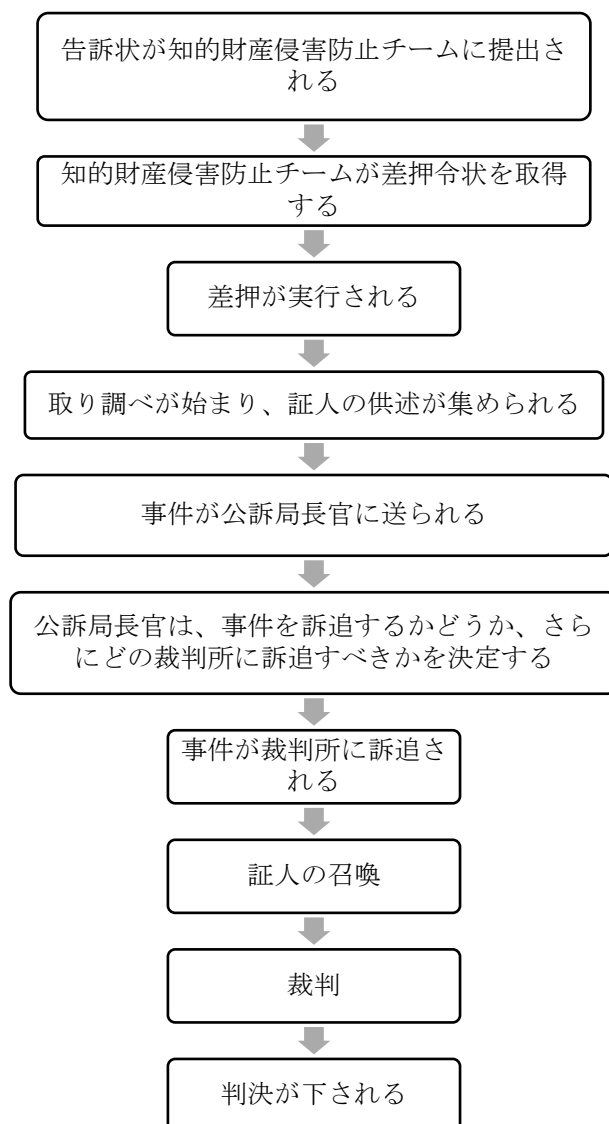 告訴状が知的財産侵害防止チームに提出さ
れる
知的財産侵害防止チームが差押令状を取得
する
差押が実行される
取り調べが始まり、証人の供述が集められる
事件が公訴局長官に送られる
公訴局長官は、事件を訴追するかどうか、さら
にどの裁判所に訴追すべきかを決定する
事件が裁判所に訴追さ
れる
証人の召喚
裁判
判決が下される